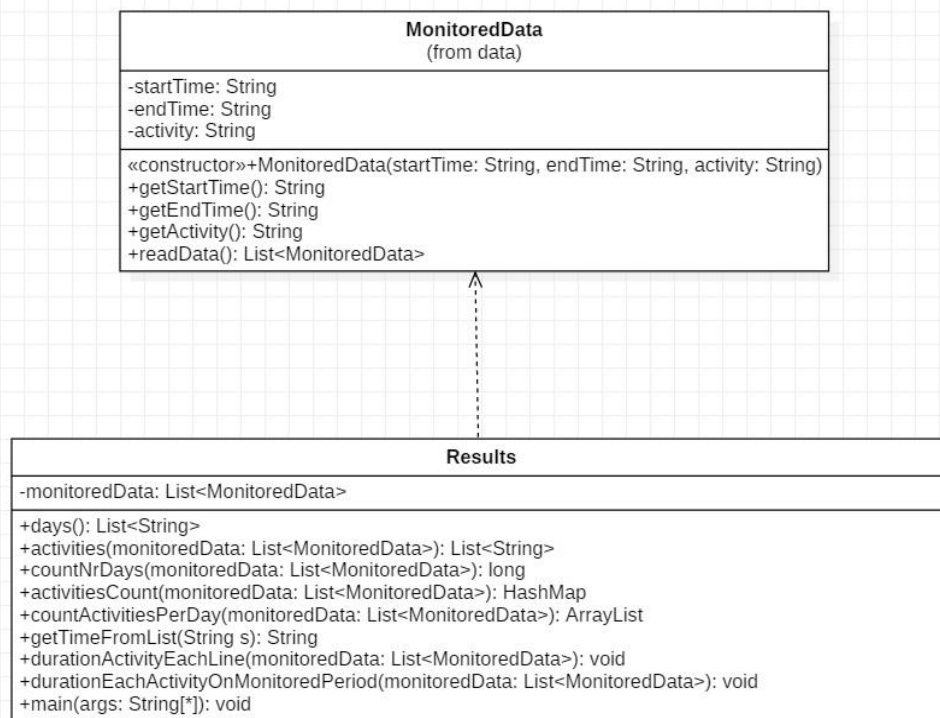 MonitoredData
(from data)
-startTime: String
-endTime: String
-activity: String
«constructor»+MonitoredData(startTime: String, endTime: String, activity: String)
+getStartTime(): String
+getEndTime(): String
+getActivity(): String
+readData(): List<MonitoredData>
Results
-monitoredData: List<MonitoredData>
+days(): List<String>
+activities(monitoredData: List<MonitoredData>): List<String>
+countNrDays(monitoredData: List<MonitoredData>): long
+activitiesCount(monitoredData: List<MonitoredData>): HashMap
+countActivitiesPerDay(monitoredData: List<MonitoredData>): ArrayList
+getTimeFromList(String s): String
+durationActivityEachLine(monitoredData: List<MonitoredData>): void
+durationEachActivityOnMonitoredPeriod(monitoredData: List<MonitoredData>): void
+main(args: String[*]): void